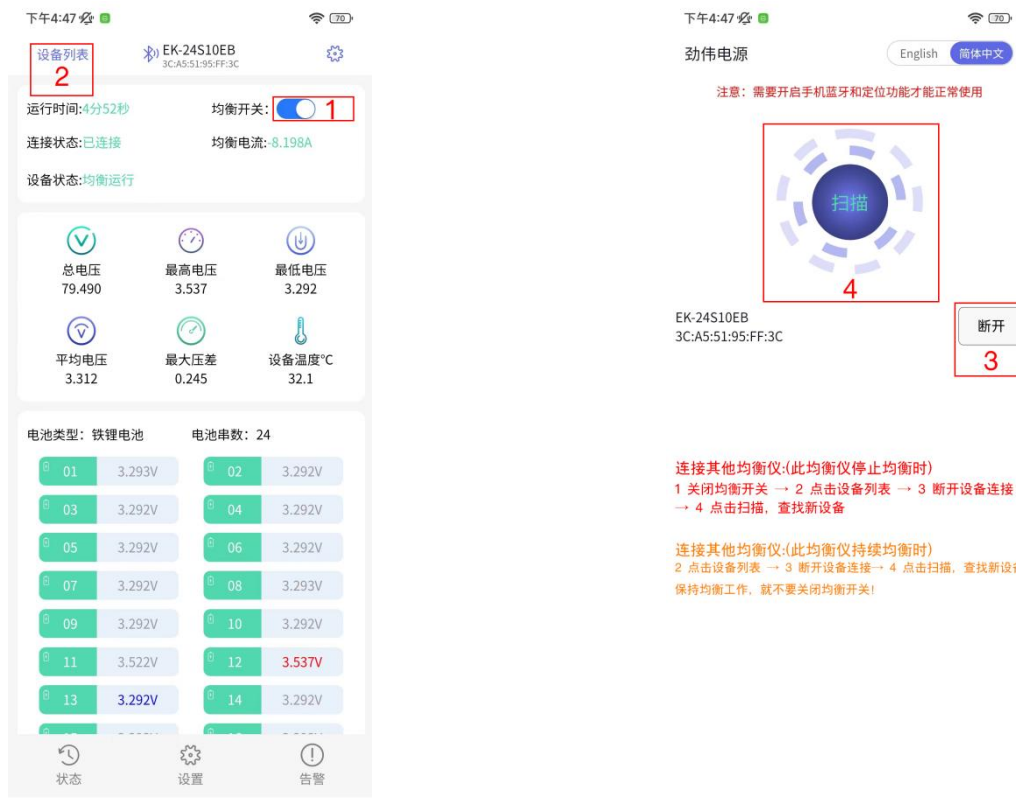 下午4:47
70
设备列表
EK-24S10EB
3C:A5:51:95:FF:3C
2
运行时间:4分52秒
均衡开关:
1
连接状态:已连接
均衡电流:-8.198A
设备状态:均衡运行
总电压
最高电压
最低电压
79.490
3.537
3.292
平均电压
最大压差
设备温度℃
3.312
0.245
32.1
电池类型: 铁锂电池
电池串数: 24
01
3.293V
02
3.292V
03
3.292V
04
3.292V
05
3.292V
06
3.292V
07
3.292V
08
3.293V
09
3.292V
10
3.292V
11
3.522V
12
3.537V
13
3.292V
14
3.292V
状态
设置
告警
下午4:47
70
劲伟电源
English
简体中文
注意：需要开启手机蓝牙和定位功能才能正常使用
扫描
4
EK-24S10EB
3C:A5:51:95:FF:3C
断开
3
连接其他均衡仪:(此均衡仪停止均衡时)
1 关闭均衡开关 → 2 点击设备列表 → 3 断开设备连接
→ 4 点击扫描，查找新设备
连接其他均衡仪:(此均衡仪持续均衡时)
2 点击设备列表 → 3 断开设备连接→ 4 点击扫描，查找新设
保持均衡工作，就不要关闭均衡开关!